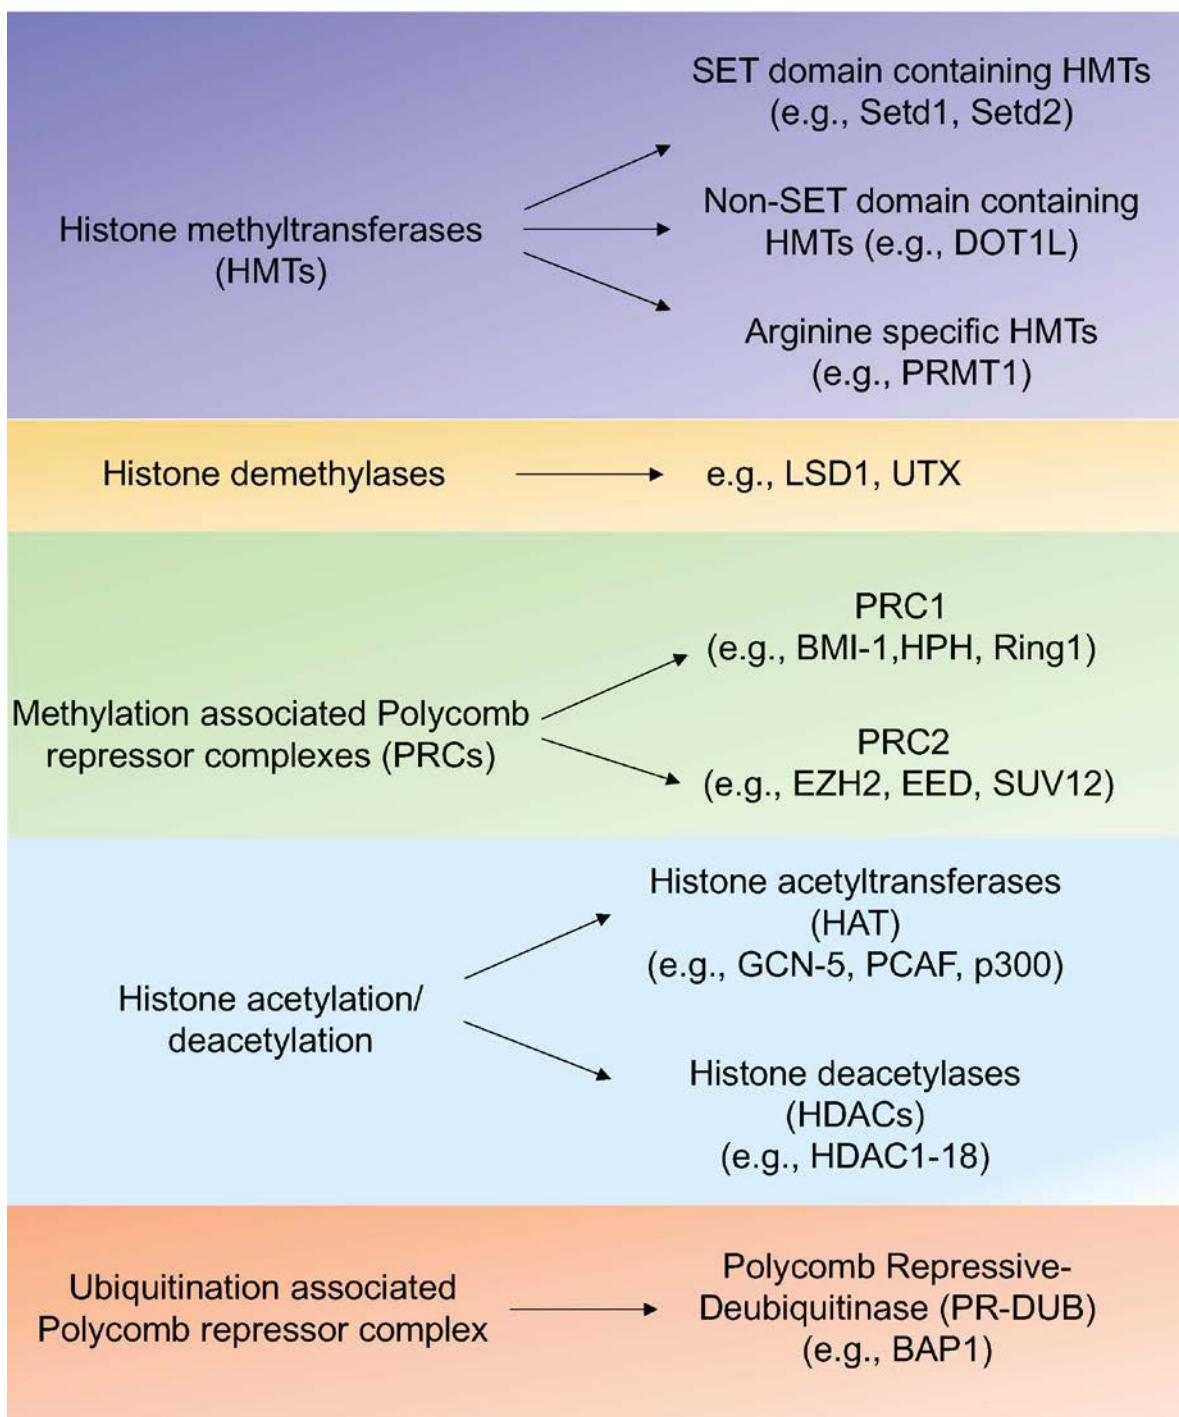 SET domain containing HMTs
(e.g., Setd1, Setd2)
Histone methyltransferases
(HMTs)
Non-SET domain containing
HMTs (e.g., DOT1L)
Arginine specific HMTs
(e.g., PRMT1)
Histone demethylases
e.g., LSD1, UTX
Methylation associated Polycomb
repressor complexes (PRCs)
PRC1
(e.g., BMI-1,HPH, Ring1)
PRC2
(e.g., EZH2, EED, SUV12)
Histone acetylation/
deacetylation
Histone acetyltransferases
(HAT)
(e.g., GCN-5, PCAF, p300)
Histone deacetylases
(HDACs)
(e.g., HDAC1-18)
Ubiquitination associated
Polycomb repressor complex
Polycomb Repressive-
Deubiquitinase (PR-DUB)
(e.g., BAP1)